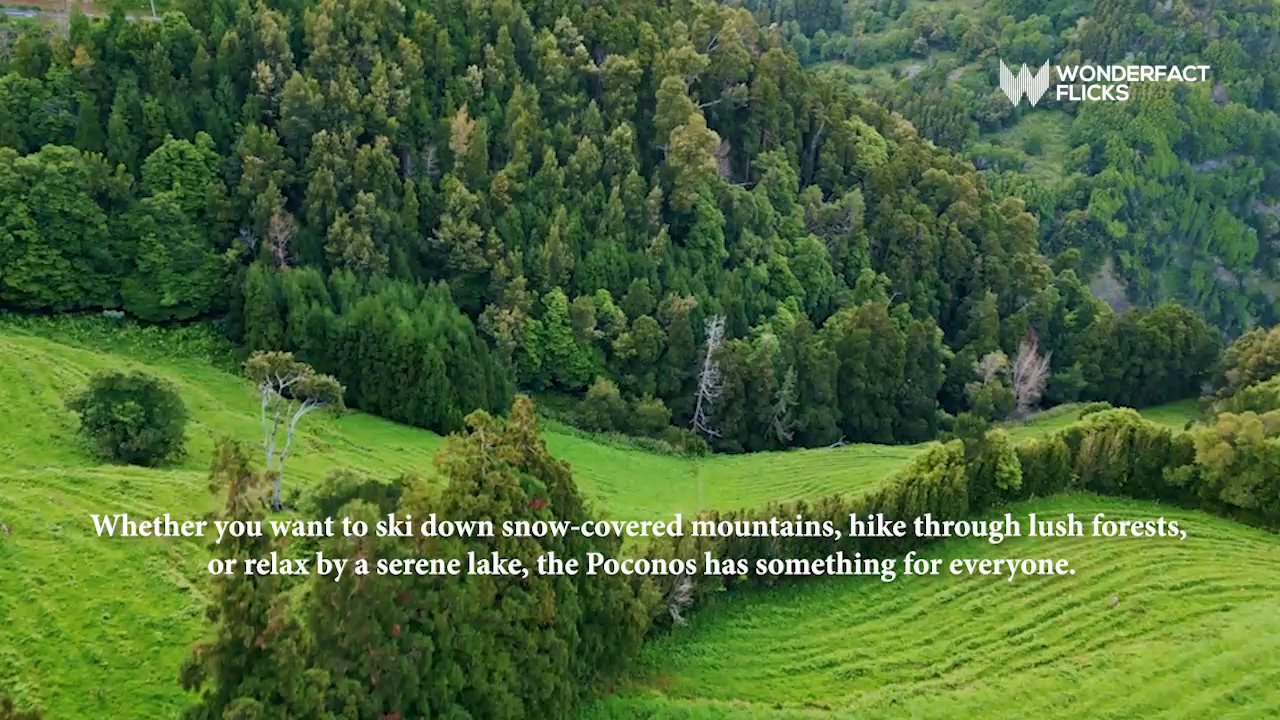 WONDERFACT
FLICKS
Whether you want to ski down snow-covered mountains, hike through lush forests,
or relax by a serene lake, the Poconos has something for everyone.